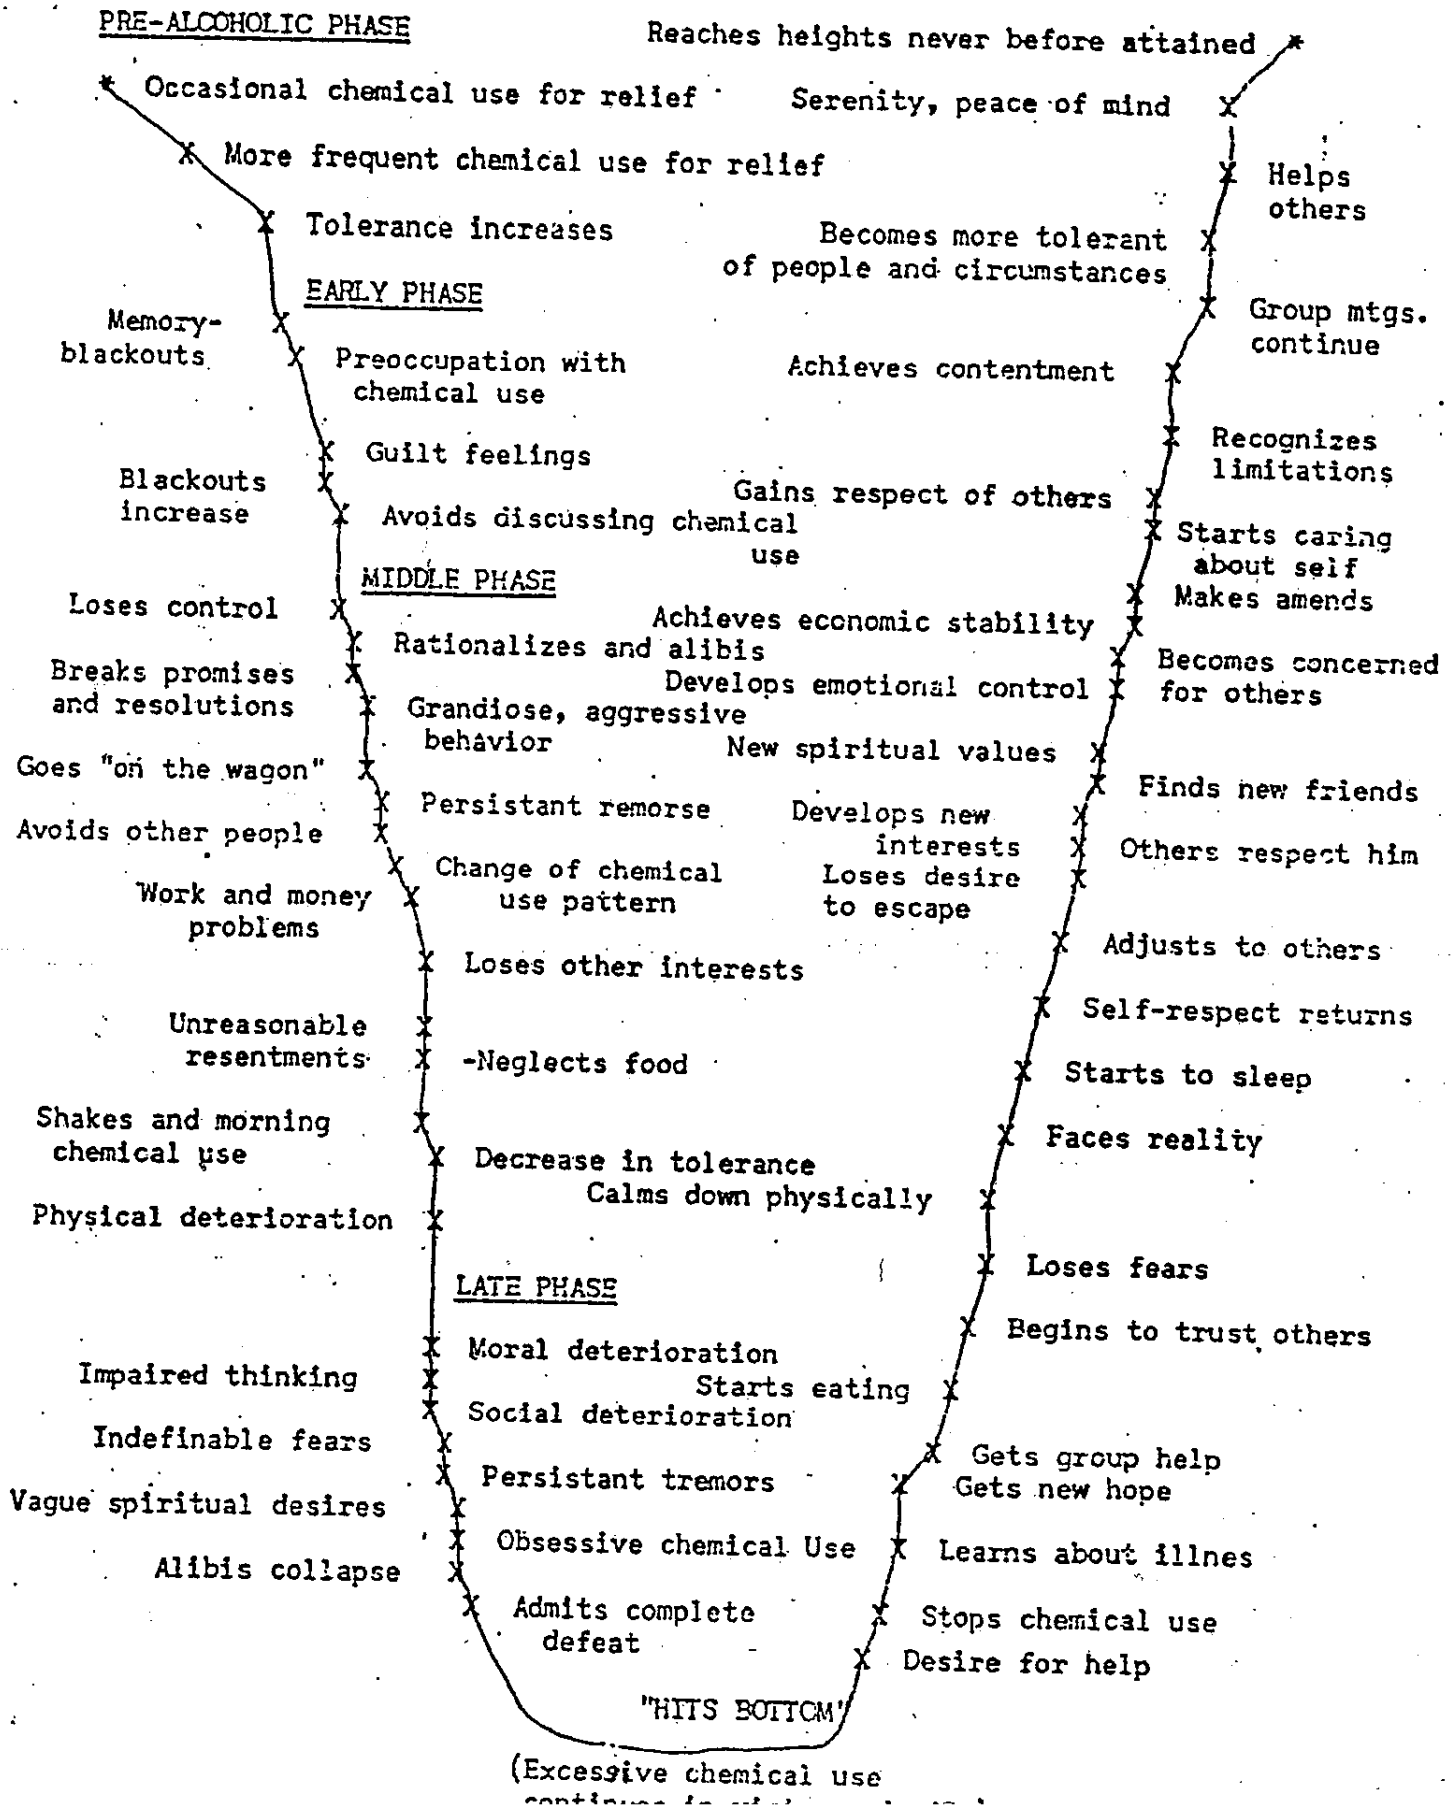 PRE-ALCOHOLIC PHASE
Reaches heights never before attained
Occasional chemical use for relief
Serenity, peace of mind
More frequent chemical use for relief
Helps
others
Tolerance increases
Becomes more tolerant
of people and circumstances
EARLY PHASE
Group mtgs.
continue
Memory-
blackouts
Preoccupation with
chemical use
Achieves contentment
Guilt feelings
Recognizes
limitations
Blackouts
increase
Gains respect of others
Avoids discussing chemical
use
Starts caring
about self
MIDDLE PHASE
Makes amends
Loses control
Achieves economic stability
Rationalizes and alibis
Becomes concerned
for others
Breaks promises
and resolutions
Develops emotional control
Grandiose, aggressive
behavior
New spiritual values
Goes "on the wagon"
Finds new friends
Persistant remorse
Develops new
interests
Avoids other people
Others respect him
Change of chemical
use pattern
Loses desire
to escape
Work and money
problems
Adjusts to others
Loses other interests
Self-respect returns
Unreasonable
resentments
-Neglects food
Starts to sleep
Shakes and morning
chemical use
Faces reality
Decrease in tolerance
Calms down physically
Physical deterioration
Loses fears
LATE PHASE
Begins to trust others
Moral deterioration
Impaired thinking
Starts eating
Social deterioration
Indefinable fears
Gets group help
Persistant tremors
Gets new hope
Vague spiritual desires
Obsessive chemical Use
Learns about illnes
Alibis collapse
Admits complete
defeat
Stops chemical use
Desire for help
"HITS BOTTOM"
(Excessive chemical use
continues in